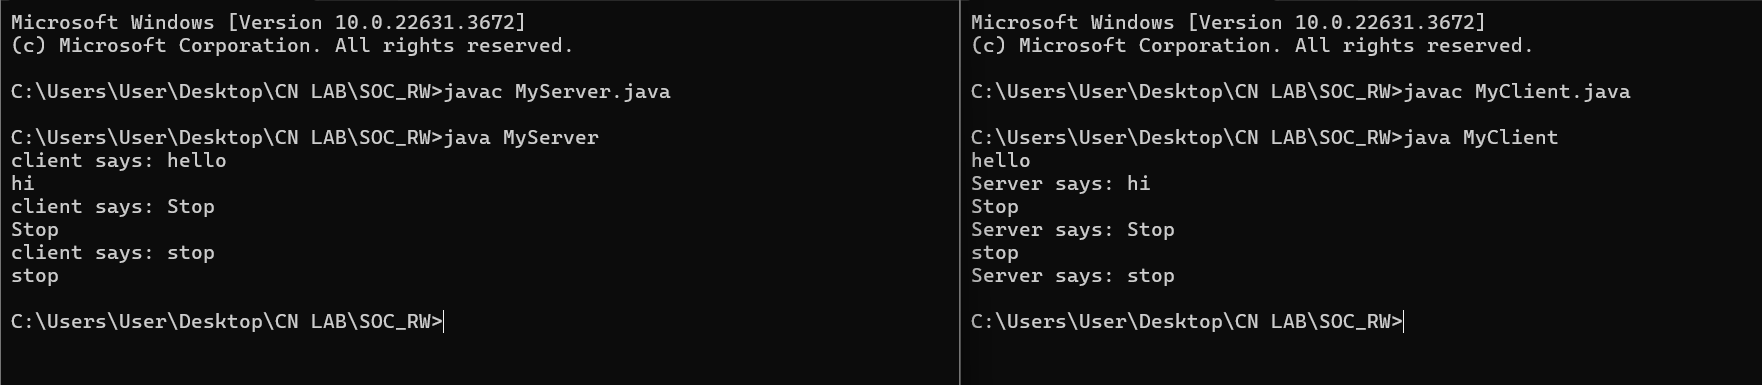 Microsoft Windows [Version 10.0.22631.3672]
(c) Microsoft Corporation. All rights reserved.
C:\Users\User\Desktop\CN LAB\SOC_RW>javac MyServer.java
C:\Users\User\Desktop\CN LAB\SOC_RW>java MyServer
client says: hello
hi
client says: Stop
Stop
client says: stop
stop
C:\Users\User\Desktop\CN LAB\SOC_RW>
Microsoft Windows [Version 10.0.22631.3672]
(c) Microsoft Corporation. All rights reserved.
C:\Users\User\Desktop\CN LAB\SOC_RW>javac MyClient.java
C:\Users\User\Desktop\CN LAB\SOC_RW>java MyClient
hello
Server says: hi
Stop
Server says: Stop
stop
Server says: stop
C:\Users\User\Desktop\CN LAB\SOC_RW>